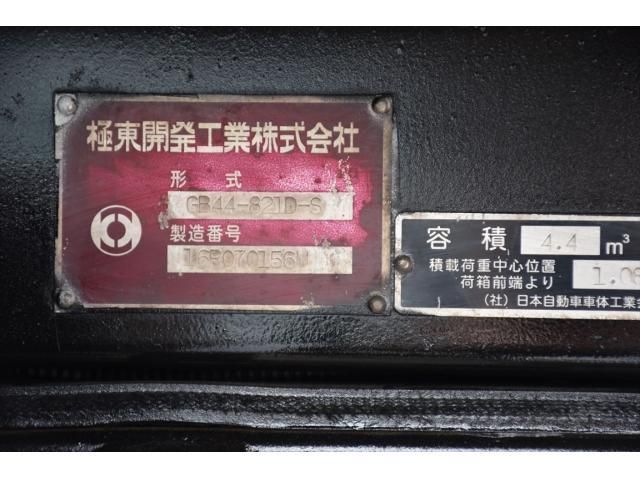 極東開発工業株式会社
形式
GB44-821D-S
製造番号
容積 4.4 m³
積載荷重中心位置
荷箱前端より
(社)日本自動車車体工業